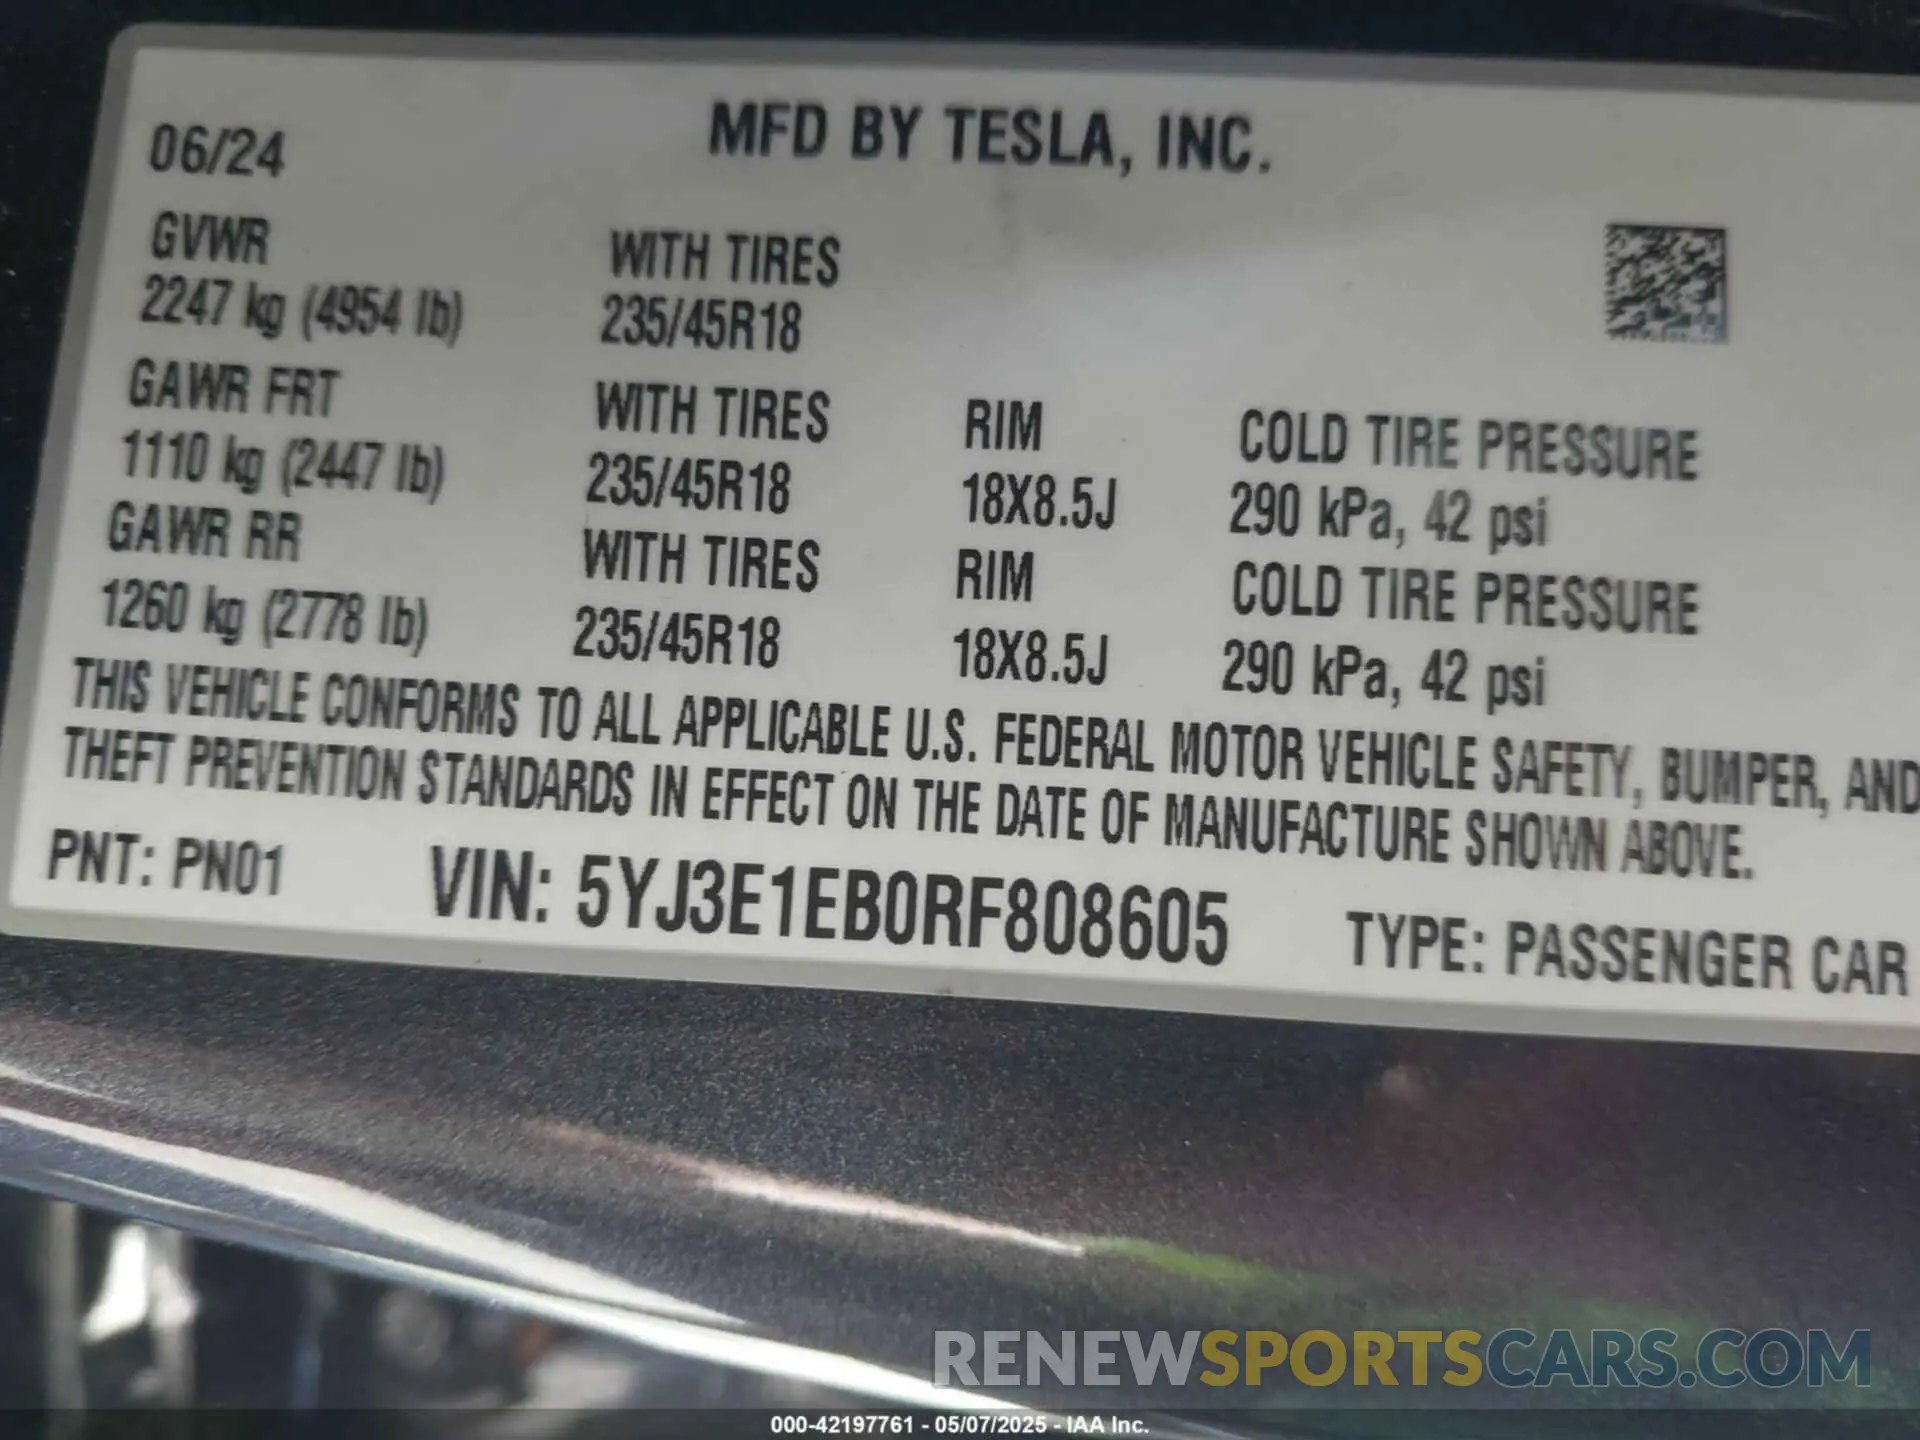 06/24 MFD BY TESLA, INC.
GVWR WITH TIRES
2247 kg (4954 lb) 235/45R18
GAWR FRT WITH TIRES RIM COLD TIRE PRESSURE
1110 kg (2447 lb) 235/45R18 18X8.5J 290 kPa, 42 psi
GAWR RR WITH TIRES RIM COLD TIRE PRESSURE
1260 kg (2778 lb) 235/45R18 18X8.5J 290 kPa, 42 psi
THIS VEHICLE CONFORMS TO ALL APPLICABLE U.S. FEDERAL MOTOR VEHICLE SAFETY, BUMPER, AND
THEFT PREVENTION STANDARDS IN EFFECT ON THE DATE OF MANUFACTURE SHOWN ABOVE.
PNT: PN01 VIN: 5YJ3E1EB0RF808605 TYPE: PASSENGER CAR
RENEWSPORTSCARS.COM
000-42197761 - 05/07/2025 - IAA Inc.